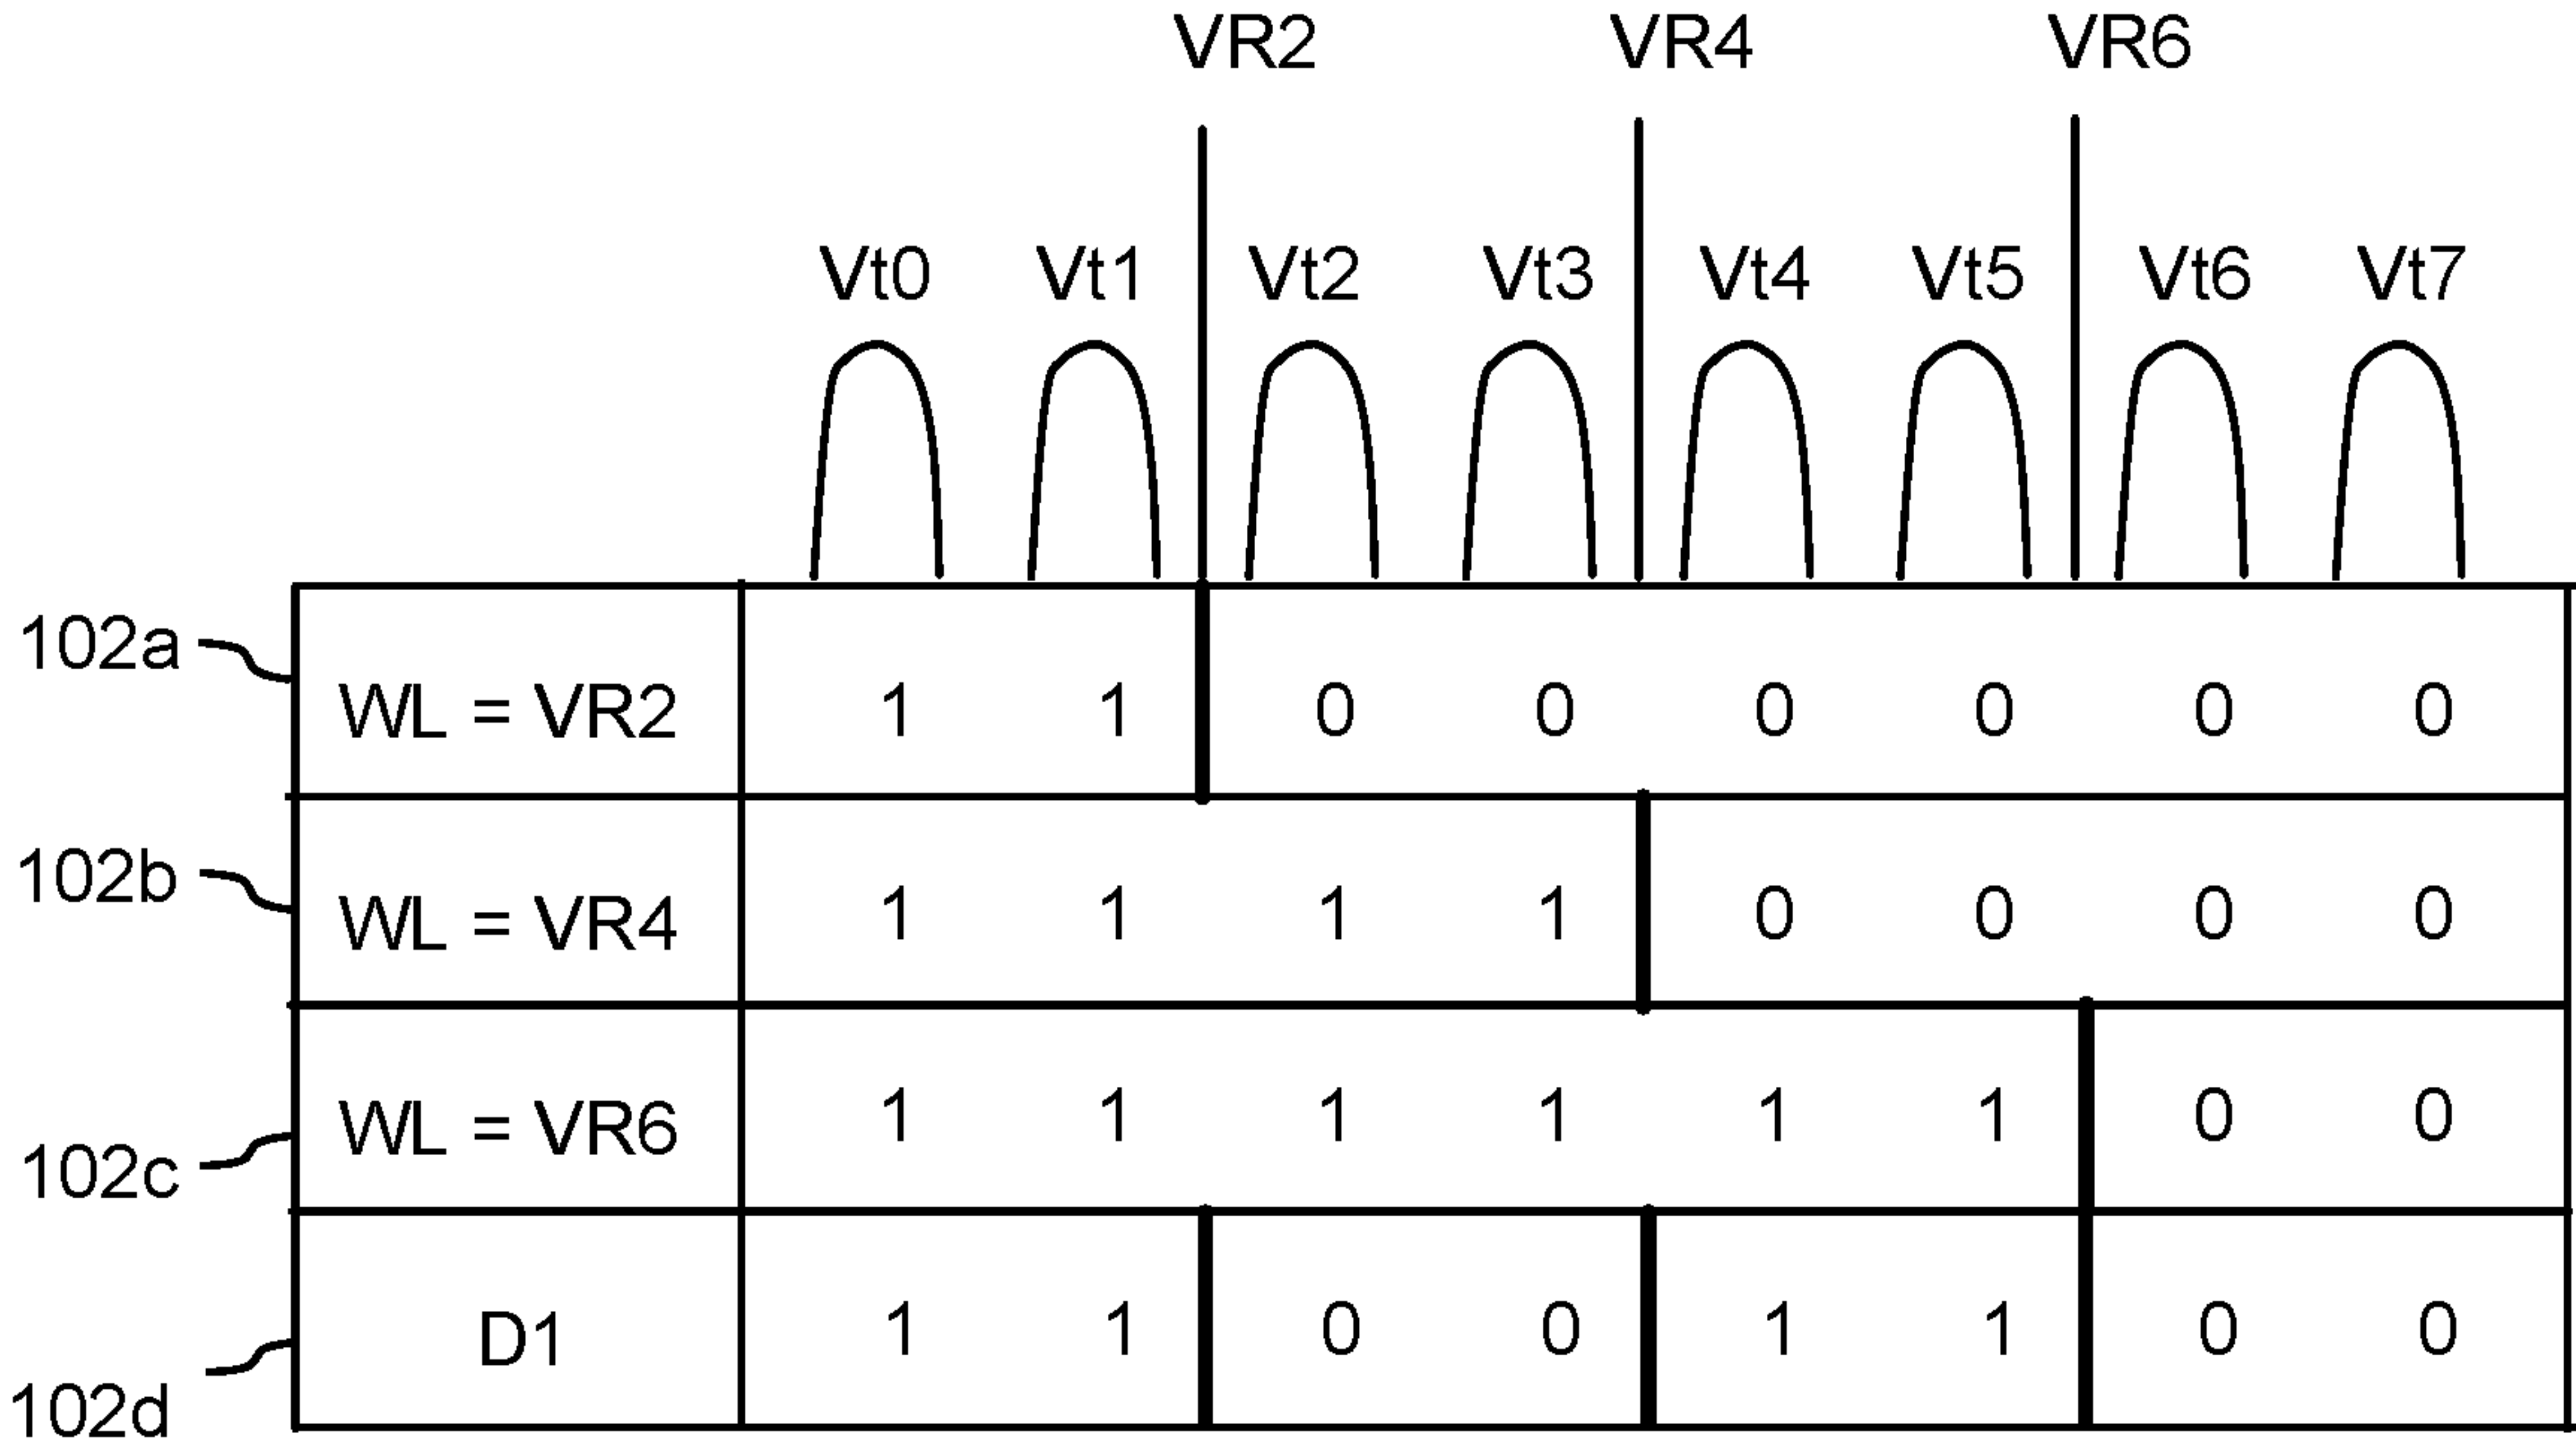 VR2 VR4 VR6
Vt0 Vt1 Vt2 Vt3 Vt4 Vt5 Vt6 Vt7
102a WL = VR2 1 1 0 0 0 0 0 0
102b WL = VR4 1 1 1 1 0 0 0 0
102c WL = VR6 1 1 1 1 1 1 0 0
102d D1 1 1 0 0 1 1 0 0